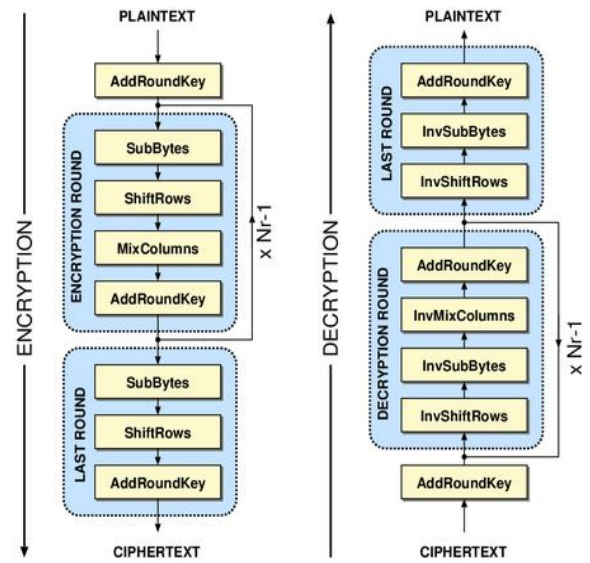 PLAINTEXT
AddRoundKey
ENCRYPTION ROUND
SubBytes
ShiftRows
MixColumns
AddRoundKey
x Nr-1
ENCRYPTION
LAST ROUND
SubBytes
ShiftRows
AddRoundKey
CIPHERTEXT
PLAINTEXT
LAST ROUND
AddRoundKey
InvSubBytes
InvShiftRows
DECRYPTION
DECRYPTION ROUND
AddRoundKey
InvMixColumns
InvSubBytes
InvShiftRows
x Nr-1
AddRoundKey
CIPHERTEXT